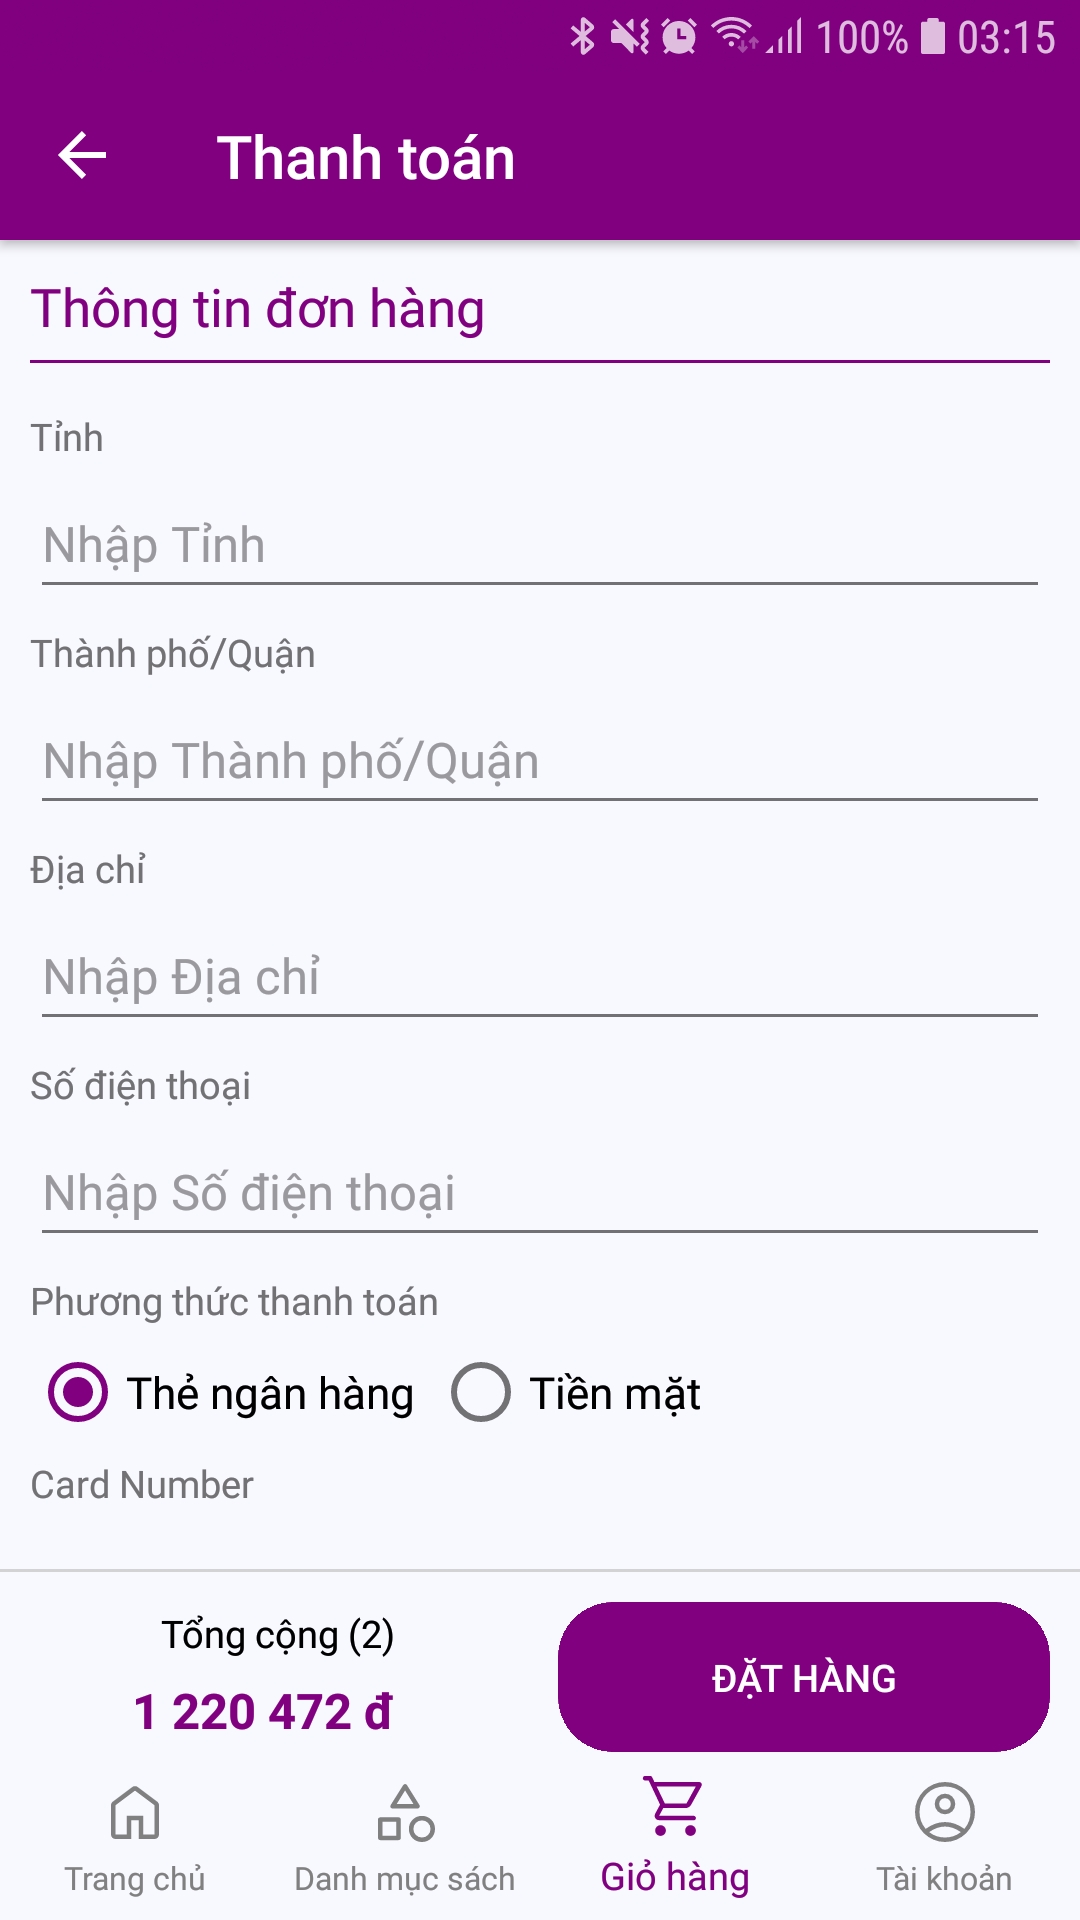 100% 03:15
Thanh toán
Thông tin đơn hàng
Tỉnh
Nhập Tỉnh
Thành phố/Quận
Nhập Thành phố/Quận
Địa chỉ
Nhập Địa chỉ
Số điện thoại
Nhập Số điện thoại
Phương thức thanh toán
Thẻ ngân hàng Tiền mặt
Card Number
Tổng cộng (2)
1 220 472 đ
ĐẶT HÀNG
Trang chủ Danh mục sách Giỏ hàng Tài khoản